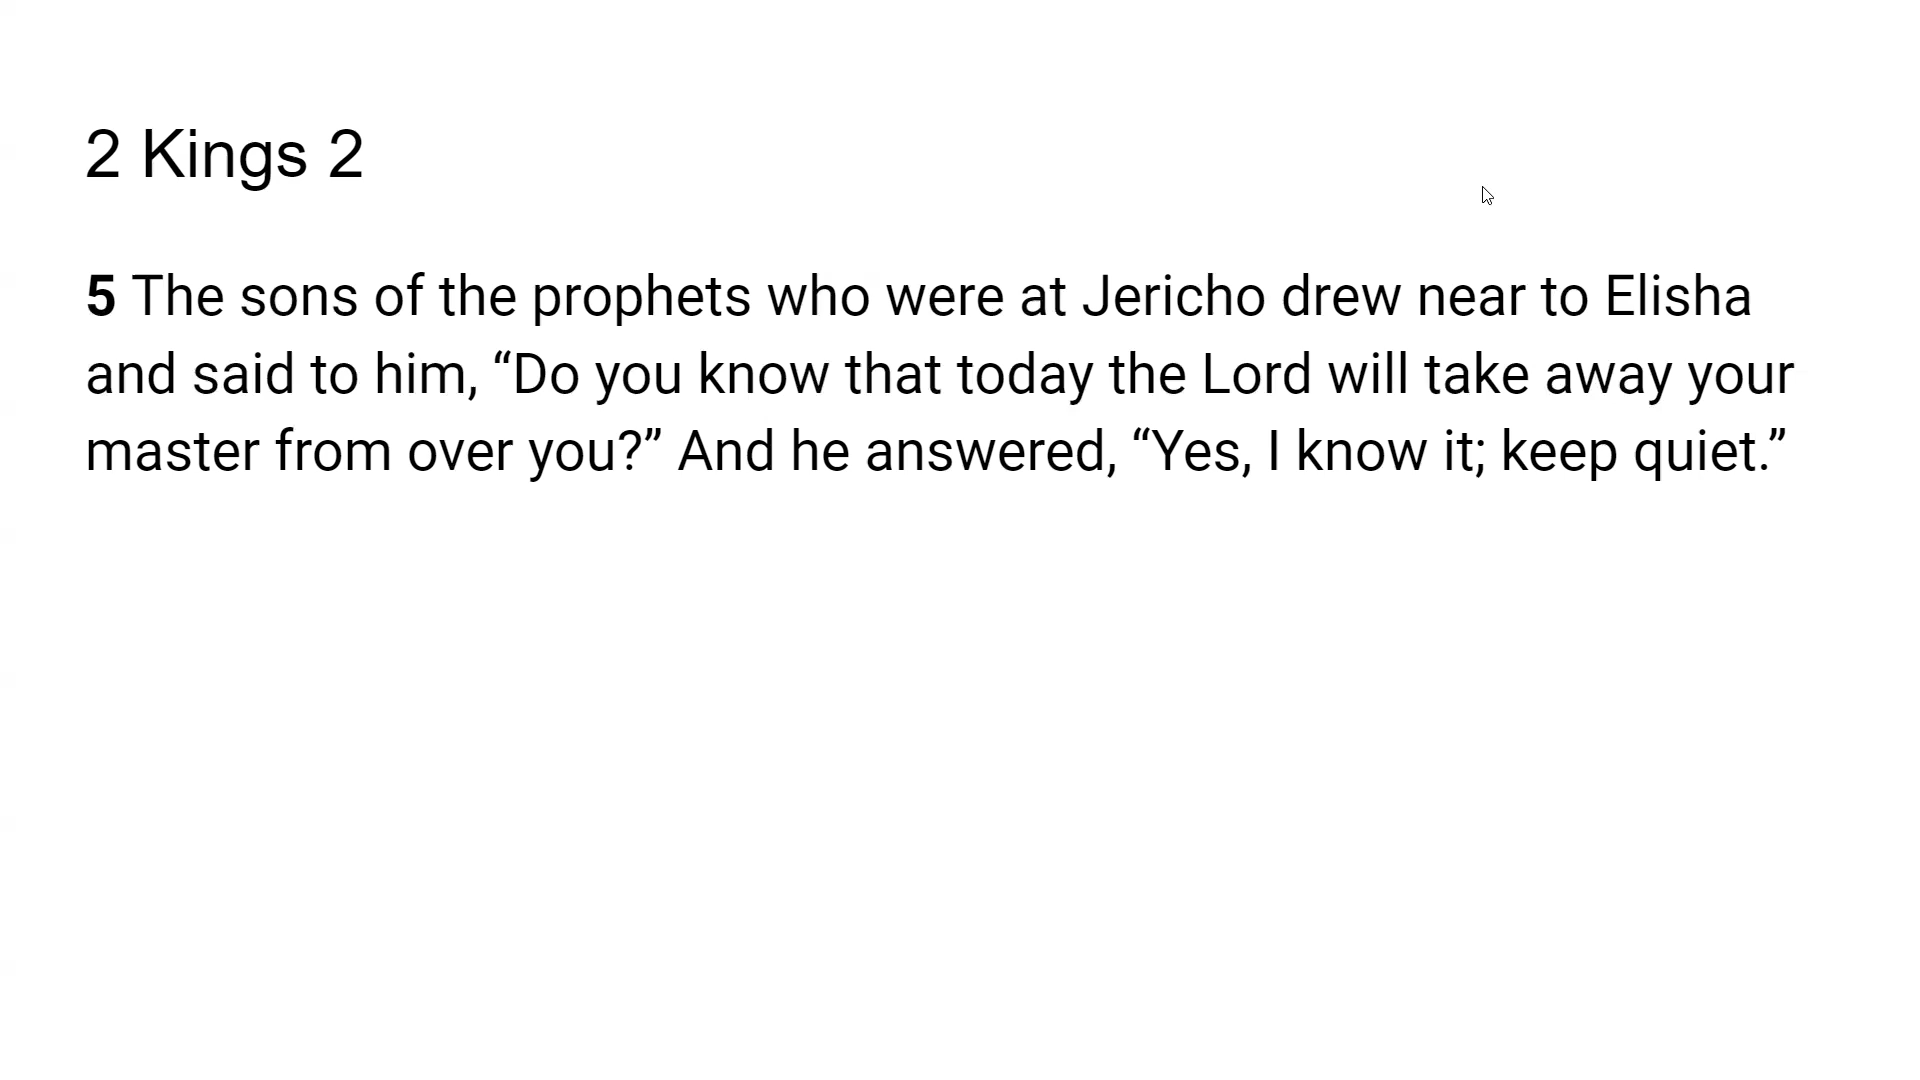 2 Kings 2
5 The sons of the prophets who were at Jericho drew near to Elisha
and said to him, “Do you know that today the Lord will take away your
master from over you?” And he answered, “Yes, I know it; keep quiet.”